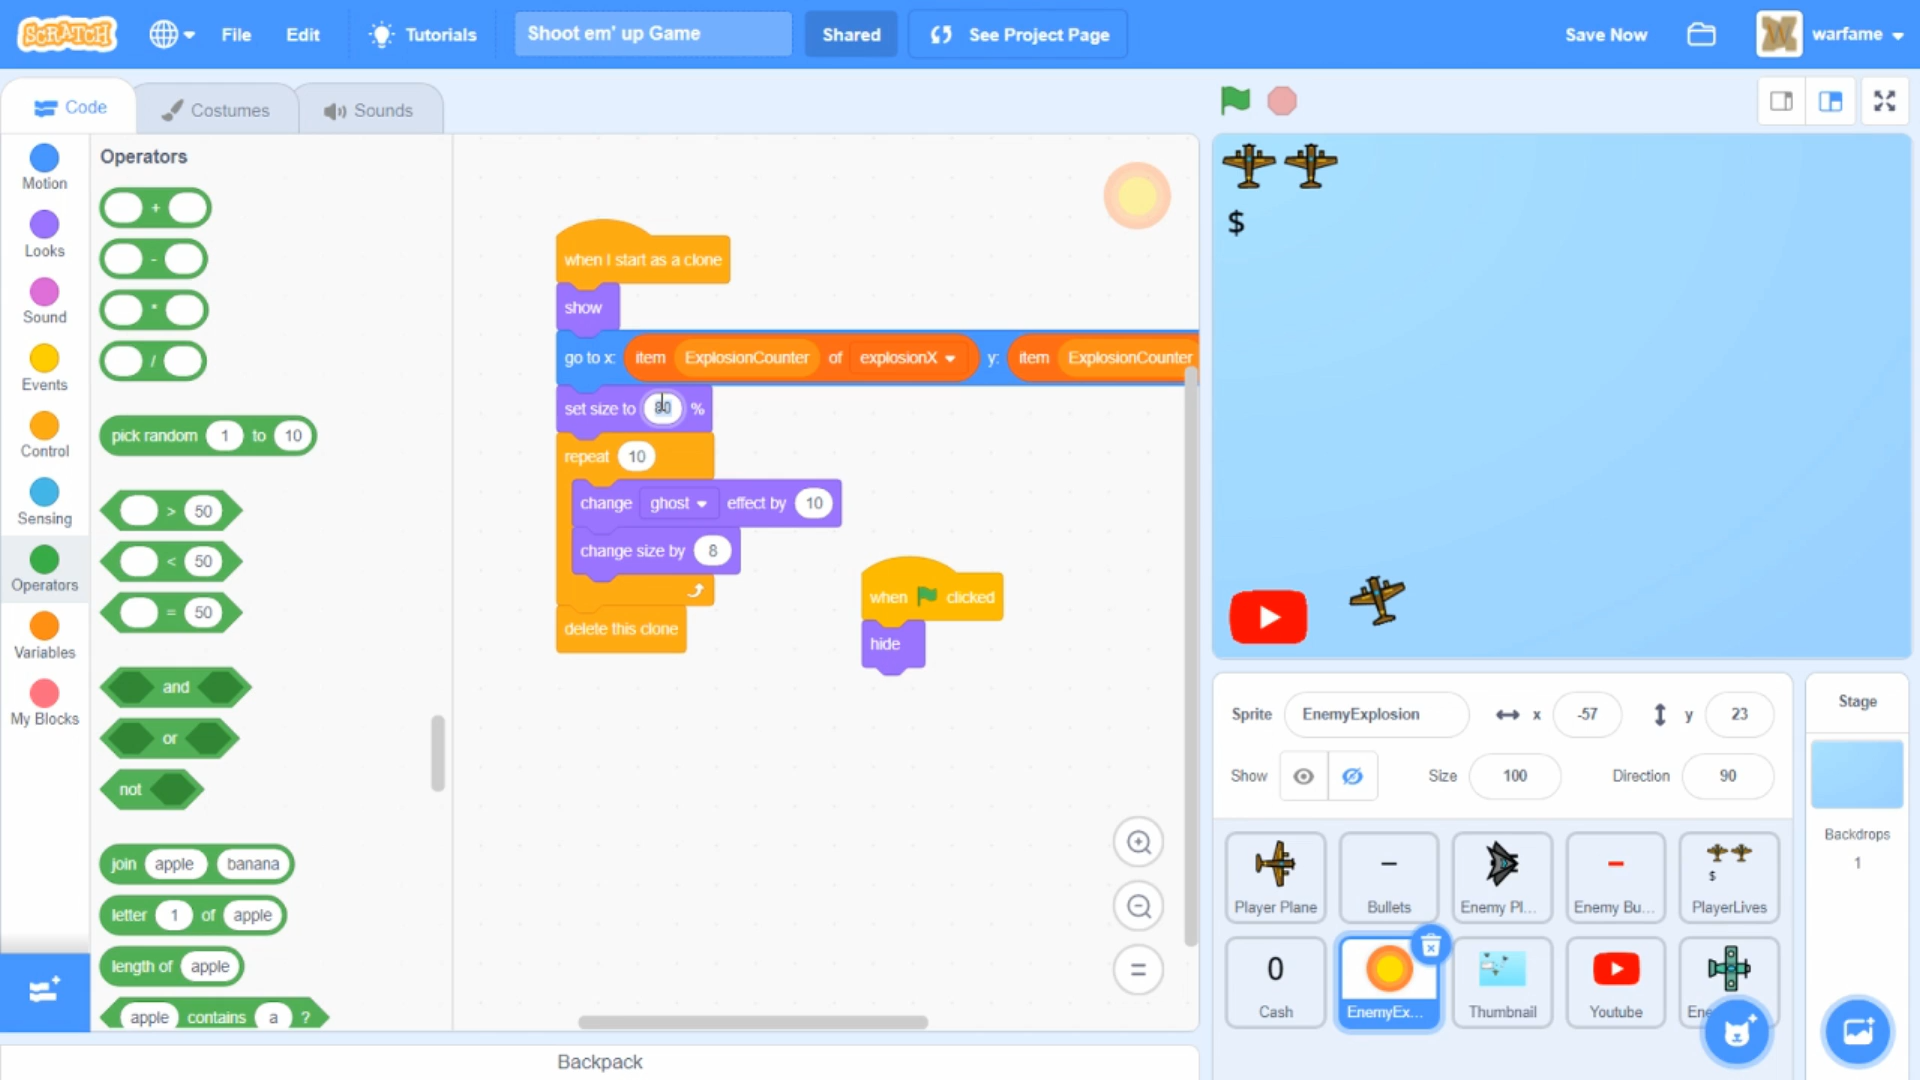 SCRATCH File Edit Tutorials Shoot em' up Game Shared See Project Page Save Now warfame
Code Costumes Sounds
Motion
Looks
Sound
Events
Control
Sensing
Operators
Variables
My Blocks
Operators
+
-
*
/
pick random 1 to 10
> 50
< 50
= 50
and
or
not
join apple banana
letter 1 of apple
length of apple
apple contains a ?
when I start as a clone
show
go to x: item ExplosionCounter of explosionX y: item ExplosionCounter
set size to 80 %
repeat 10
change ghost effect by 10
change size by 8
delete this clone
when clicked
hide
=
Backpack
$
Sprite EnemyExplosion x -57 y 23
Show Size 100 Direction 90
Player Plane Bullets Enemy Pl... Enemy Bu... $ PlayerLives
0 Cash EnemyEx... Thumbnail Youtube Ene
Stage
Backdrops
1